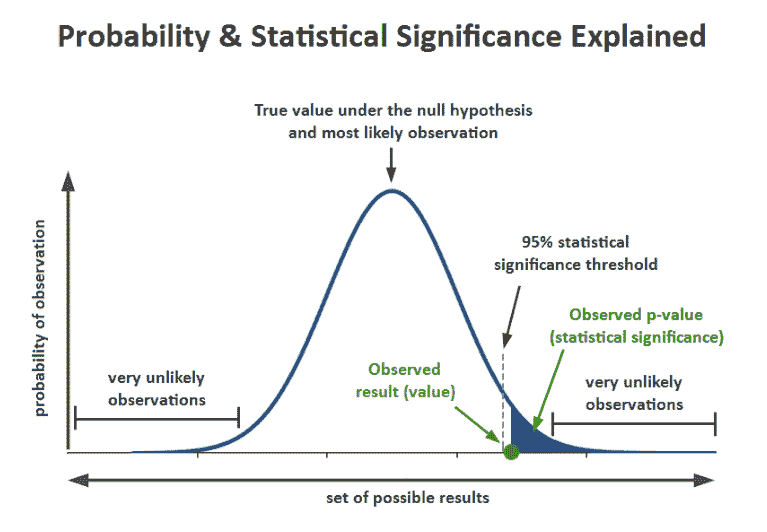 Probability & Statistical Significance Explained
True value under the null hypothesis
and most likely observation
probability of observation
95% statistical
significance threshold
Observed p-value
(statistical significance)
Observed
result (value)
very unlikely
observations
very unlikely
observations
set of possible results